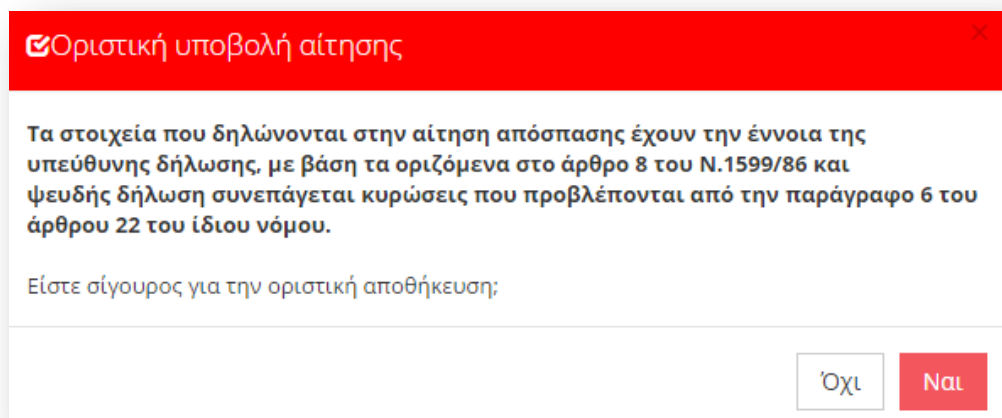 Οριστική υποβολή αίτησης
×
Τα στοιχεία που δηλώνονται στην αίτηση απόσπασης έχουν την έννοια της
υπεύθυνης δήλωσης, με βάση τα οριζόμενα στο άρθρο 8 του Ν.1599/86 και
ψευδής δήλωση συνεπάγεται κυρώσεις που προβλέπονται από την παράγραφο 6 του
άρθρου 22 του ίδιου νόμου.
Είστε σίγουρος για την οριστική αποθήκευση;
Όχι
Ναι